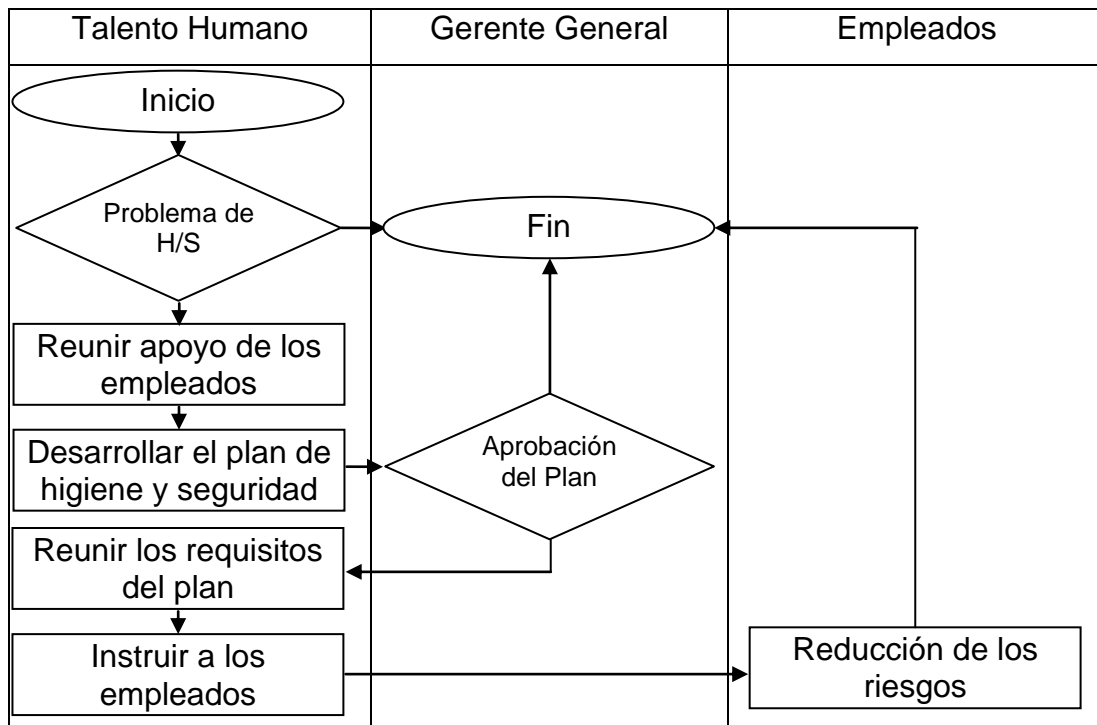 Talento Humano
Gerente General
Empleados
Inicio
Problema de
H/S
Fin
Reunir apoyo de los
empleados
Desarrollar el plan de
higiene y seguridad
Aprobación
del Plan
Reunir los requisitos
del plan
Instruir a los
empleados
Reducción de los
riesgos